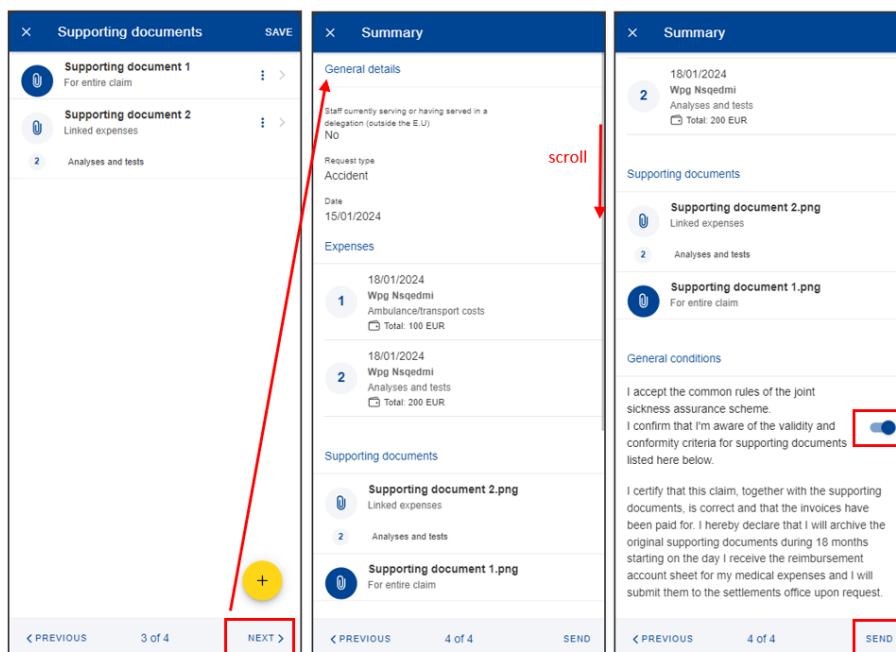 Supporting documents
SAVE
Supporting document 1
For entire claim
Supporting document 2
Linked expenses
2
Analyses and tests
+
PREVIOUS
3 of 4
NEXT
Summary
General details
Staff currently serving or having served in a
delegation (outside the E.U)
No
Request type
Accident
Date
15/01/2024
Expenses
18/01/2024
1
Wpg Nsqedmi
Ambulance/transport costs
Total: 100 EUR
18/01/2024
2
Wpg Nsqedmi
Analyses and tests
Total: 200 EUR
Supporting documents
Supporting document 2.png
Linked expenses
2
Analyses and tests
Supporting document 1.png
For entire claim
PREVIOUS
4 of 4
SEND
scroll
Summary
18/01/2024
2
Wpg Nsqedmi
Analyses and tests
Total: 200 EUR
Supporting documents
Supporting document 2.png
Linked expenses
2
Analyses and tests
Supporting document 1.png
For entire claim
General conditions
I accept the common rules of the joint
sickness assurance scheme.
I confirm that I'm aware of the validity and
conformity criteria for supporting documents
listed here below.
I certify that this claim, together with the supporting
documents, is correct and that the invoices have
been paid for. I hereby declare that I will archive the
original supporting documents during 18 months
starting on the day I receive the reimbursement
account sheet for my medical expenses and I will
submit them to the settlements office upon request.
PREVIOUS
4 of 4
SEND